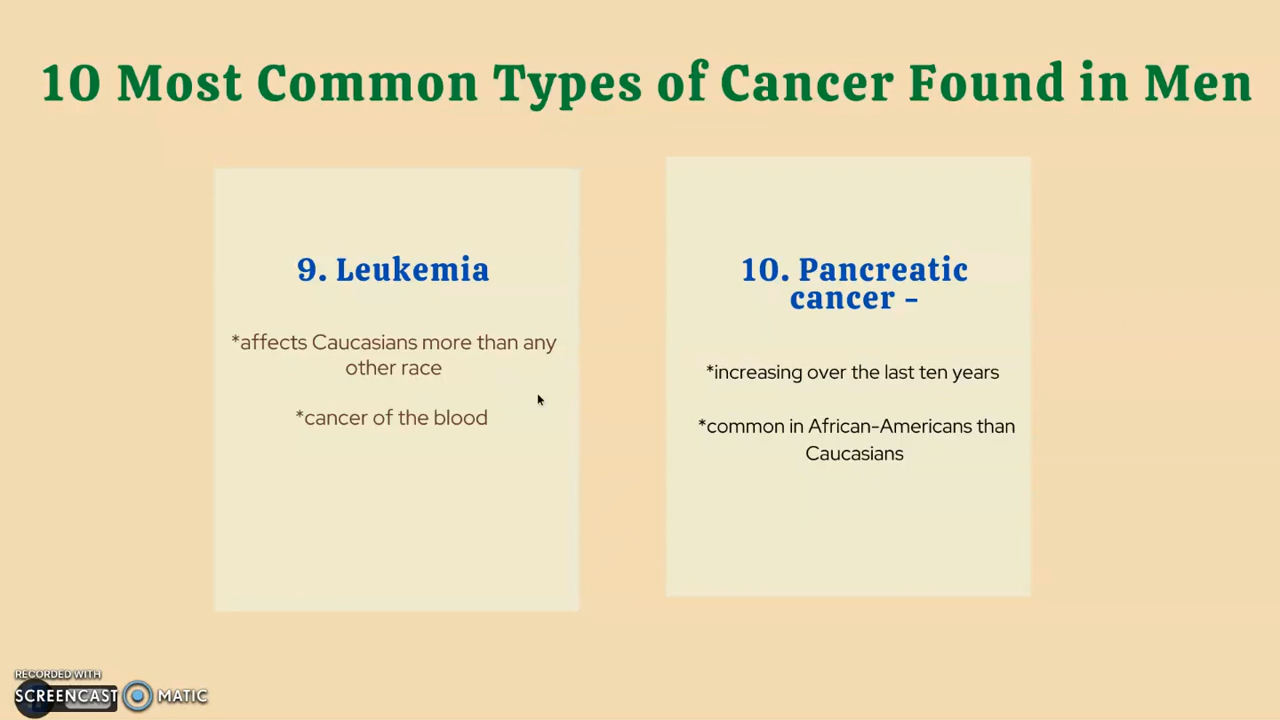 10 Most Common Types of Cancer Found in Men
9. Leukemia
*affects Caucasians more than any
other race
*cancer of the blood
10. Pancreatic
cancer -
*increasing over the last ten years
*common in African-Americans than
Caucasians
RECORDED WITH
SCREENCAST MATIC